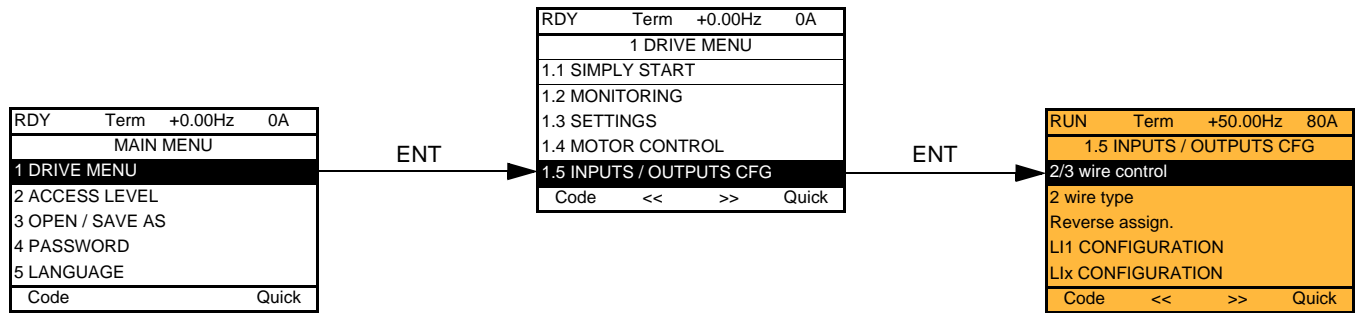 RDY Term +0.00Hz 0A
MAIN MENU
1 DRIVE MENU
2 ACCESS LEVEL
3 OPEN / SAVE AS
4 PASSWORD
5 LANGUAGE
Code Quick
ENT
RDY Term +0.00Hz 0A
1 DRIVE MENU
1.1 SIMPLY START
1.2 MONITORING
1.3 SETTINGS
1.4 MOTOR CONTROL
1.5 INPUTS / OUTPUTS CFG
Code << >> Quick
ENT
RUN Term +50.00Hz 80A
1.5 INPUTS / OUTPUTS CFG
2/3 wire control
2 wire type
Reverse assign.
LI1 CONFIGURATION
LIx CONFIGURATION
Code << >> Quick